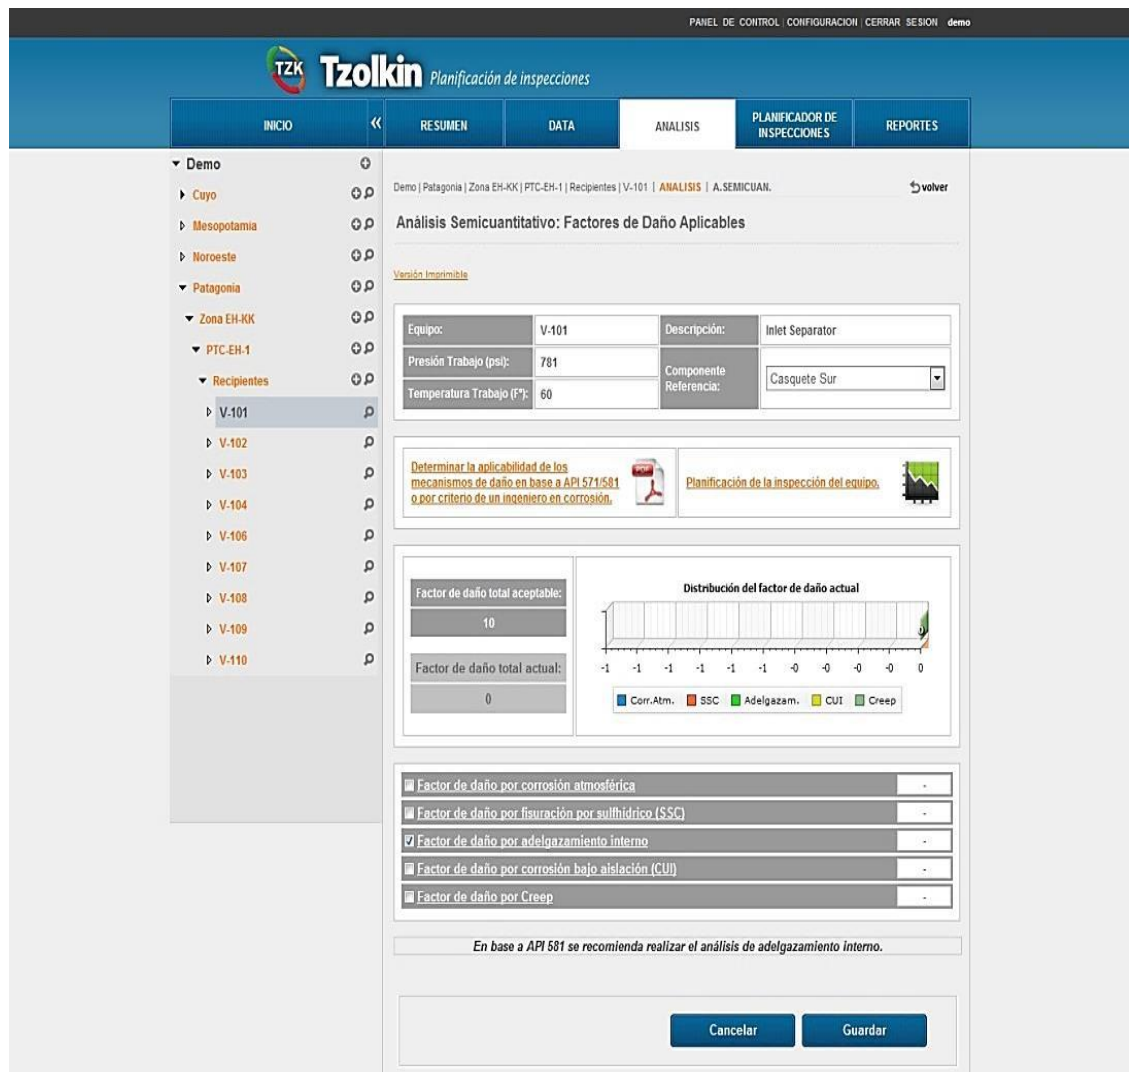 PANEL DE CONTROL | CONFIGURACION | CERRAR SESION demo
TZK Tzolkin Planificación de inspecciones
INICIO « RESUMEN DATA ANALISIS PLANIFICADOR DE INSPECCIONES REPORTES
Demo
Cuyo
Mesopotamia
Noroeste
Patagonia
Zona EH-KK
PTC-EH-1
Recipientes
V-101
V-102
V-103
V-104
V-106
V-107
V-108
V-109
V-110
Demo | Patagonia | Zona EH-KK | PTC-EH-1 | Recipientes | V-101 | ANALISIS | A.SEMICUAN. volver
Análisis Semicuantitativo: Factores de Daño Aplicables
Versión Imprimible
Equipo: V-101 Descripción: Inlet Separator
Presión Trabajo (psi): 781 Componente Referencia: Casquete Sur
Temperatura Trabajo (Fº): 60
Determinar la aplicabilidad de los
mecanismos de daño en base a API 571/581
o por criterio de un ingeniero en corrosión.
Planificación de la inspección del equipo.
Factor de daño total aceptable:
10
Factor de daño total actual:
0
Distribución del factor de daño actual
0
-1 -1 -1 -1 -1 -1 -0 -0 -0 -0 0
Corr.Atm. SSC Adelgazam. CUI Creep
Factor de daño por corrosión atmosférica -
Factor de daño por fisuración por sulfhídrico (SSC) -
Factor de daño por adelgazamiento interno -
Factor de daño por corrosión bajo aislación (CUI) -
Factor de daño por Creep -
En base a API 581 se recomienda realizar el análisis de adelgazamiento interno.
Cancelar Guardar